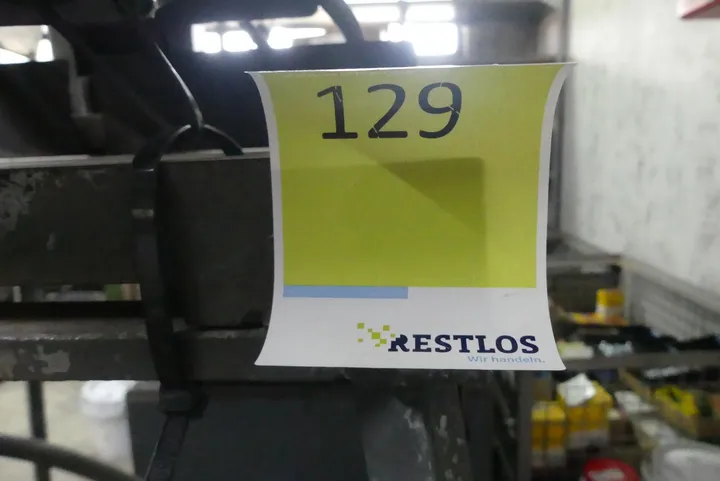 129
RESTLOS
Wir handeln.